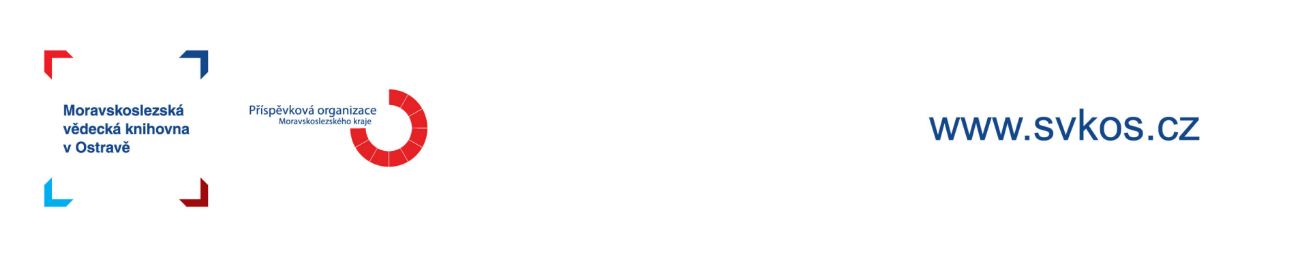 Moravskoslezská
vědecká knihovna
v Ostravě
Příspěvková organizace
Moravskoslezského kraje
www.svkos.cz